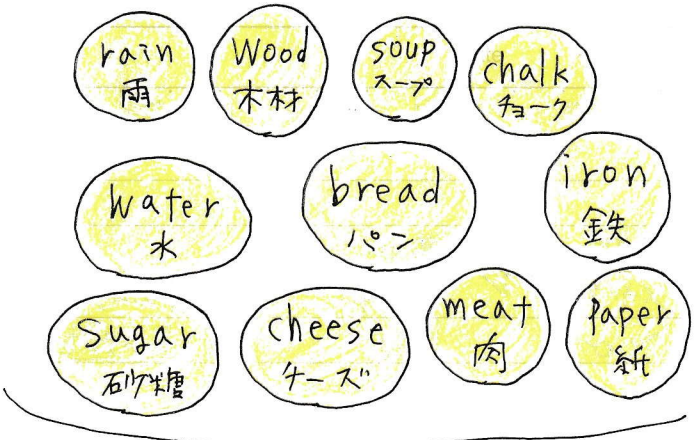 rain
雨
Wood
木材
soup
スープ
chalk
チョーク
water
水
bread
パン
iron
鉄
sugar
砂糖
cheese
チーズ
meat
肉
paper
紙